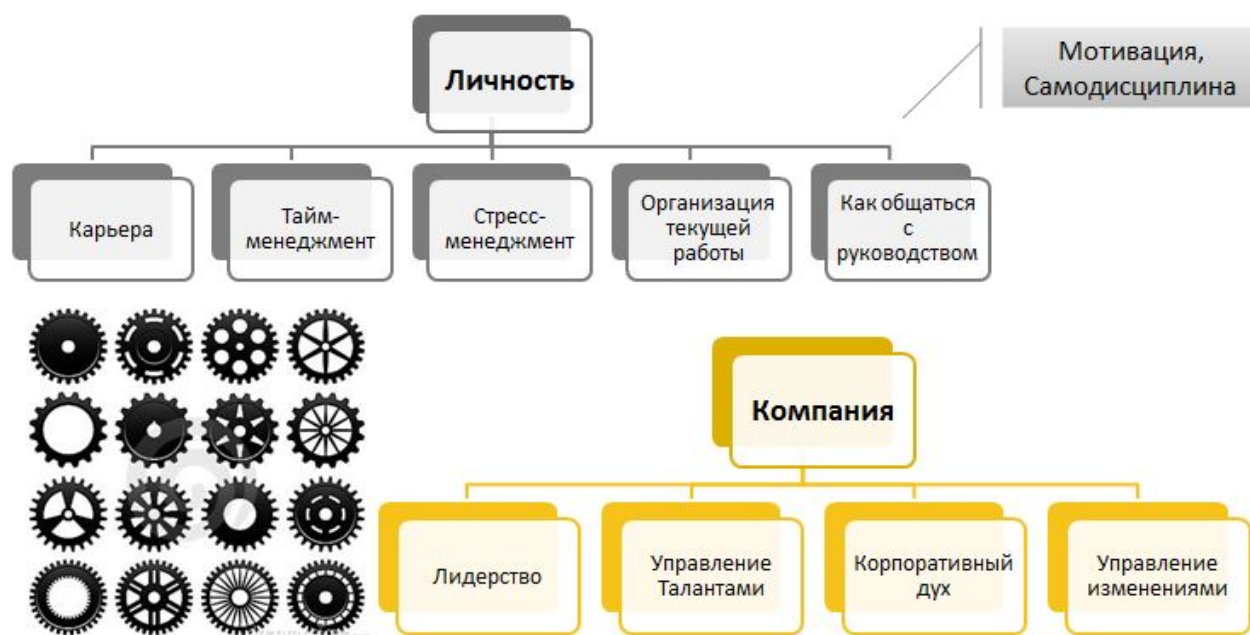 Личность
Мотивация,
Самодисциплина
Карьера
Тайм-
менеджмент
Стресс-
менеджмент
Организация
текущей
работы
Как общаться
с
руководством
Компания
Лидерство
Управление
Талантами
Корпоративный
дух
Управление
изменениями